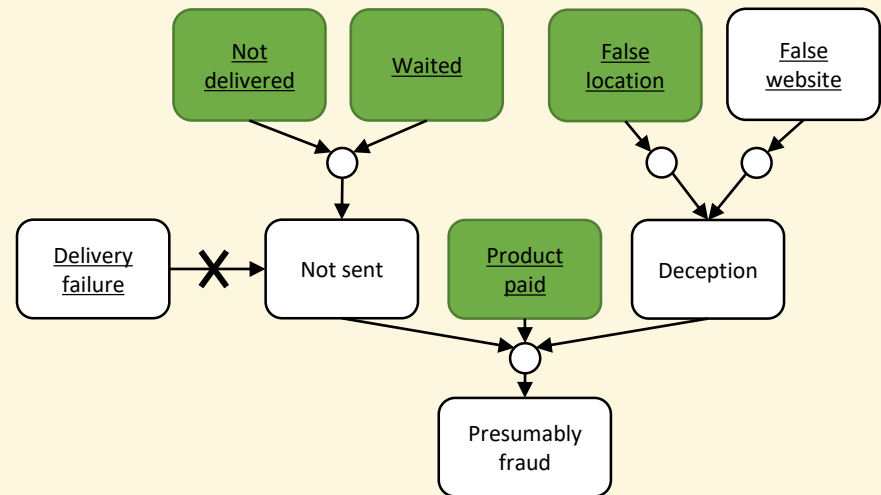 Not
delivered
Waited
False
location
False
website
Delivery
failure
Not sent
Product
paid
Deception
Presumably
fraud